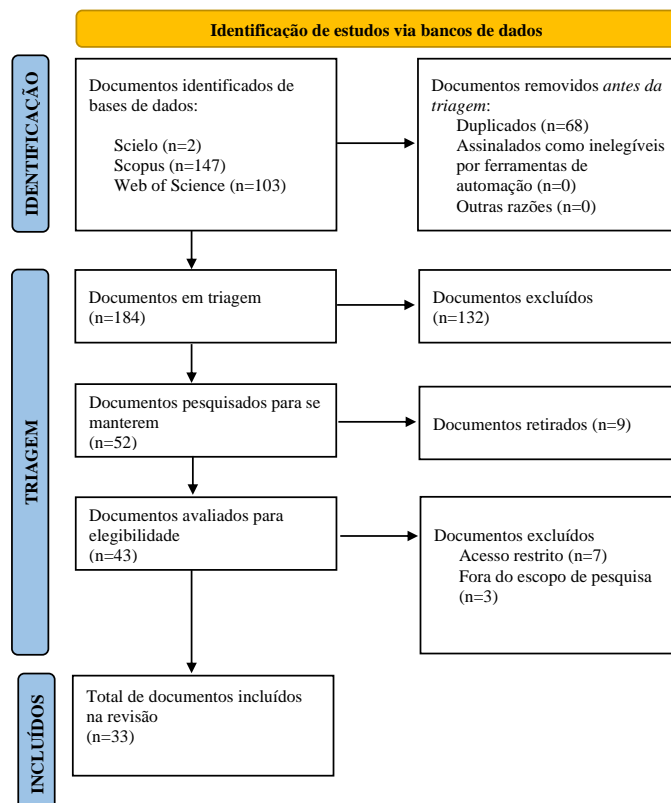 Identificação de estudos via bancos de dados
IDENTIFICAÇÃO
Documentos identificados de
bases de dados:
Scielo (n=2)
Scopus (n=147)
Web of Science (n=103)
Documentos removidos antes da
triagem:
Duplicados (n=68)
Assinalados como inelegíveis
por ferramentas de
automação (n=0)
Outras razões (n=0)
TRIAGEM
Documentos em triagem
(n=184)
Documentos excluídos
(n=132)
Documentos pesquisados para se
manterem
(n=52)
Documentos retirados (n=9)
Documentos avaliados para
elegibilidade
(n=43)
Documentos excluídos
Acesso restrito (n=7)
Fora do escopo de pesquisa
(n=3)
INCLUÍDOS
Total de documentos incluídos
na revisão
(n=33)